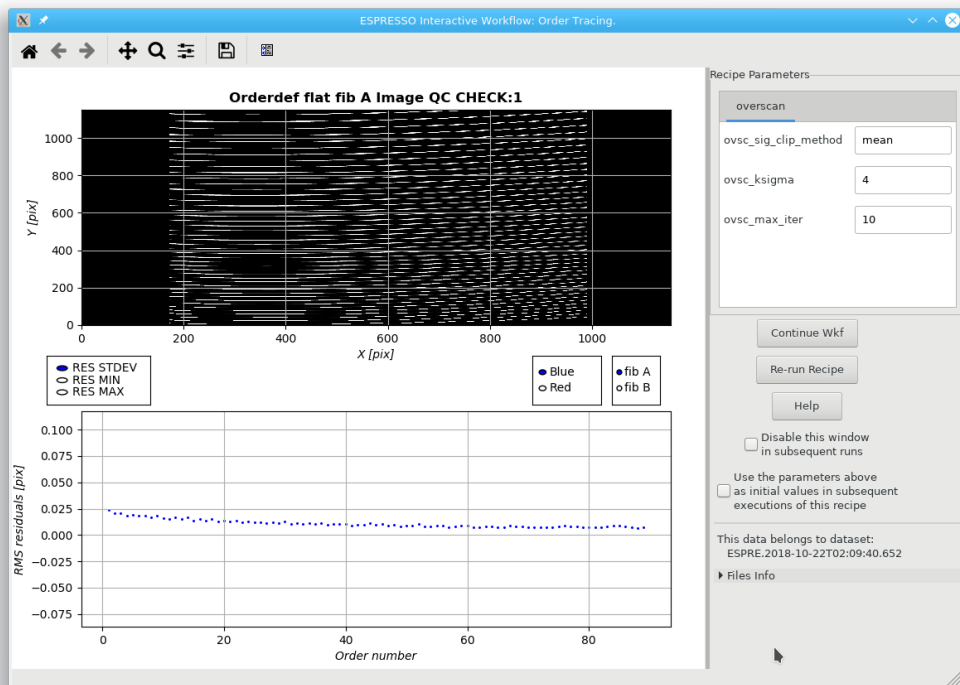 ESPRESSO Interactive Workflow: Order Tracing.
Orderdef flat fib A Image QC CHECK:1
Y [pix]
1000
800
600
400
200
0
0 200 400 600 800 1000
X [pix]
RES STDEV
RES MIN
RES MAX
Blue
Red
fib A
fib B
RMS residuals [pix]
0.100
0.075
0.050
0.025
0.000
−0.025
−0.050
−0.075
0 20 40 60 80
Order number
Recipe Parameters
overscan
ovsc_sig_clip_method mean
ovsc_ksigma 4
ovsc_max_iter 10
Continue Wkf
Re-run Recipe
Help
Disable this window
in subsequent runs
Use the parameters above
as initial values in subsequent
executions of this recipe
This data belongs to dataset:
ESPRE.2018-10-22T02:09:40.652
Files Info